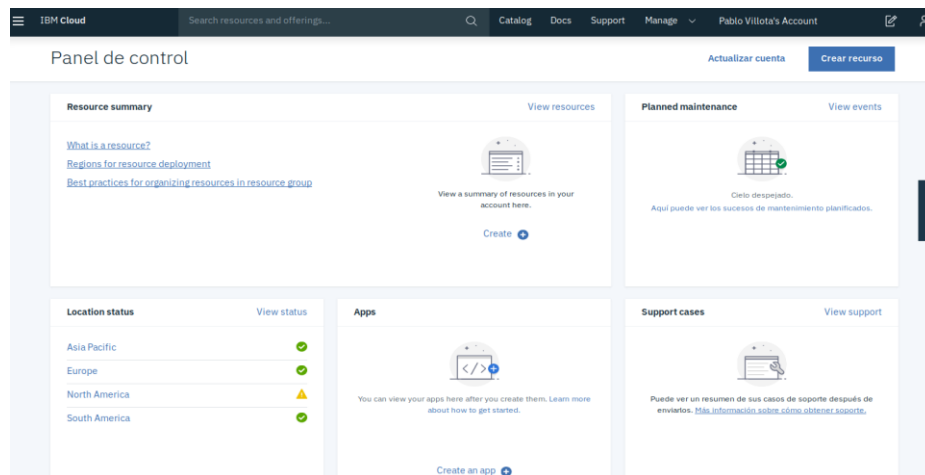 IBM Cloud
Search resources and offerings...
Catalog
Docs
Support
Manage
Pablo Villota's Account
Panel de control
Actualizar cuenta
Crear recurso
Resource summary
View resources
What is a resource?
Regions for resource deployment
Best practices for organizing resources in resource group
View a summary of resources in your
account here.
Create
Planned maintenance
View events
Cielo despejado.
Aquí puede ver los sucesos de mantenimiento planificados.
Location status
View status
Asia Pacific
Europe
North America
South America
Apps
</>
You can view your apps here after you create them. Learn more
about how to get started.
Create an app
Support cases
View support
Puede ver un resumen de sus casos de soporte después de
enviarlos. Más información sobre cómo obtener soporte.